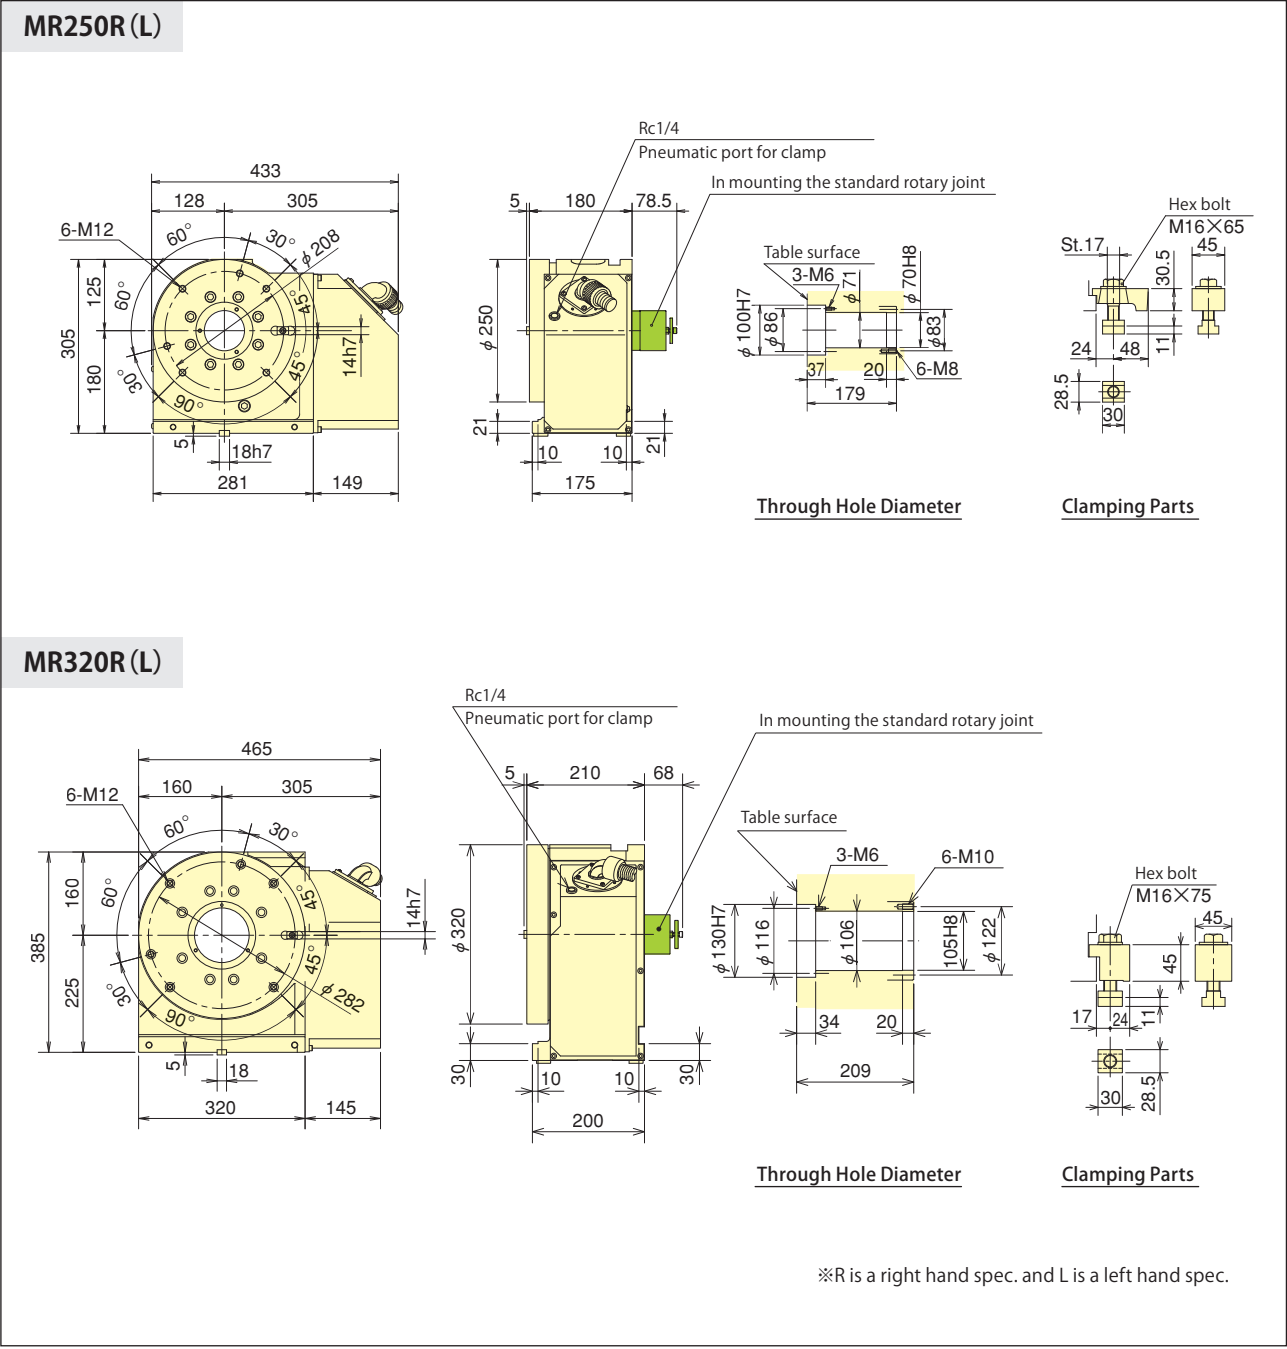 MR250R（L）
Rc1/4
Pneumatic port for clamp
In mounting the standard rotary joint
433
128
305
6-M12
60°
30°
φ208
60°
45°
45°
30°
90°
305
125
180
14h7
5
18h7
281
149
5
180
78.5
φ250
21
21
10
10
175
Table surface
3-M6
φ71
φ70H8
φ100H7
φ86
φ83
37
20
6-M8
179
Through Hole Diameter
Hex bolt
M16×65
St.17
45
30.5
11
24
48
28.5
30
Clamping Parts
MR320R（L）
Rc1/4
Pneumatic port for clamp
In mounting the standard rotary joint
465
160
305
6-M12
60°
30°
60°
45°
45°
30°
90°
φ282
385
160
225
14h7
5
18
320
145
5
210
68
φ320
30
30
10
10
200
Table surface
3-M6
6-M10
φ130H7
φ116
φ106
105H8
φ122
34
20
209
Through Hole Diameter
Hex bolt
M16×75
45
45
11
17
24
30
28.5
Clamping Parts
※R is a right hand spec. and L is a left hand spec.